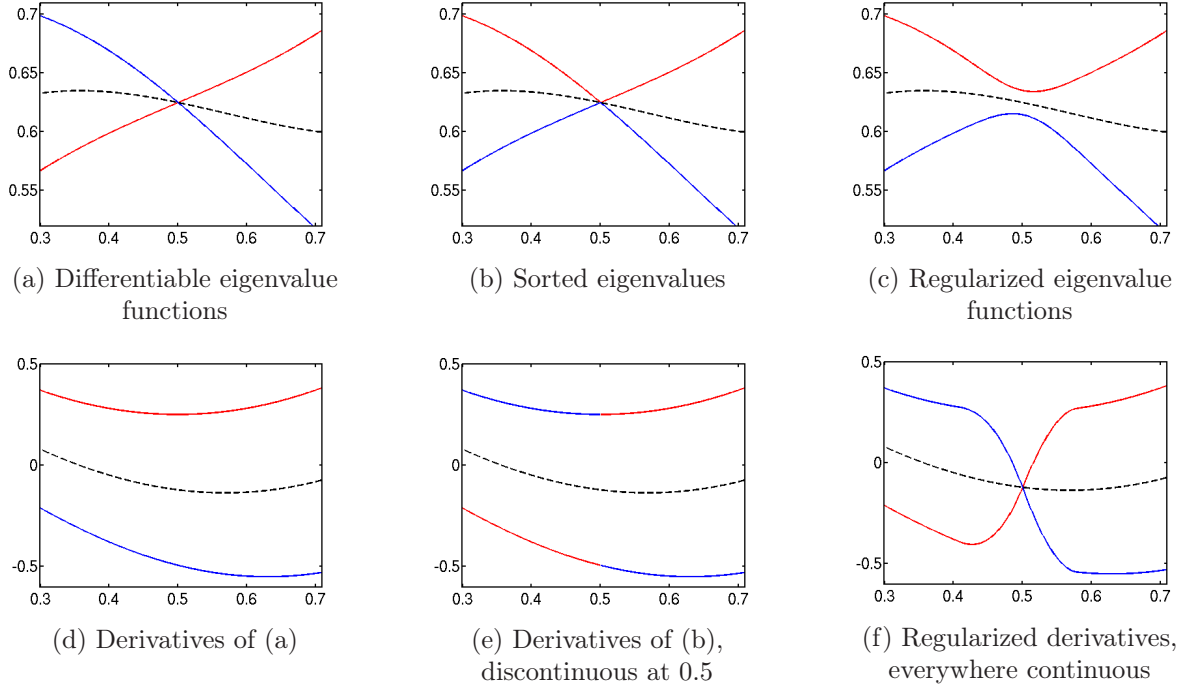 0.7
0.65
0.6
0.55
0.3 0.4 0.5 0.6 0.7
(a) Differentiable eigenvalue
functions
0.7
0.65
0.6
0.55
0.3 0.4 0.5 0.6 0.7
(b) Sorted eigenvalues
0.7
0.65
0.6
0.55
0.3 0.4 0.5 0.6 0.7
(c) Regularized eigenvalue
functions
0.5
0
-0.5
0.3 0.4 0.5 0.6 0.7
(d) Derivatives of (a)
0.5
0
-0.5
0.3 0.4 0.5 0.6 0.7
(e) Derivatives of (b),
discontinuous at 0.5
0.5
0
-0.5
0.3 0.4 0.5 0.6 0.7
(f) Regularized derivatives,
everywhere continuous